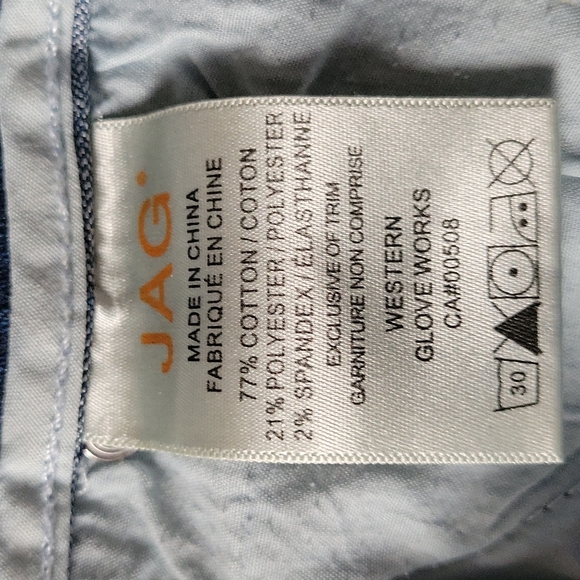 JAG
MADE IN CHINA
FABRIQUÉ EN CHINE
77% COTTON / COTON
21% POLYESTER / POLYESTER
2% SPANDEX / ÉLASTHANNE
EXCLUSIVE OF TRIM
GARNITURE NON COMPRISE
WESTERN
GLOVE WORKS
CA#00508
30